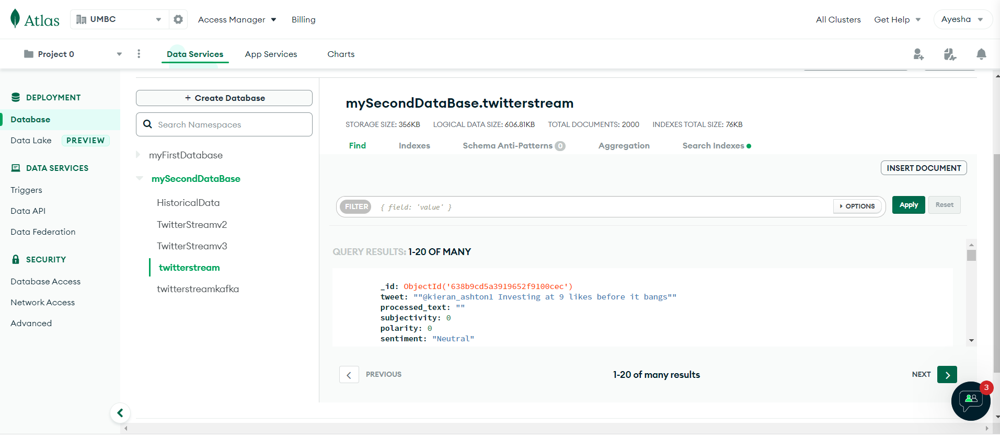 Atlas
UMBC
Access Manager
Billing
All Clusters
Get Help
Ayesha
Project 0
Data Services
App Services
Charts
DEPLOYMENT
Database
Data Lake PREVIEW
DATA SERVICES
Triggers
Data API
Data Federation
SECURITY
Database Access
Network Access
Advanced
+ Create Database
Search Namespaces
myFirstDatabase
mySecondDataBase
HistoricalData
TwitterStreamv2
TwitterStreamv3
twitterstream
twitterstreamkafka
mySecondDataBase.twitterstream
STORAGE SIZE: 356KB LOGICAL DATA SIZE: 606.81KB TOTAL DOCUMENTS: 2000 INDEXES TOTAL SIZE: 76KB
Find Indexes Schema Anti-Patterns 0 Aggregation Search Indexes
INSERT DOCUMENT
FILTER { field: 'value' } OPTIONS Apply Reset
QUERY RESULTS: 1-20 OF MANY
_id: ObjectId('638b9cd5a3919652f9100cec')
tweet: ""@kieran_ashton1 Investing at 9 likes before it bangs""
processed_text: ""
subjectivity: 0
polarity: 0
sentiment: "Neutral"
PREVIOUS 1-20 of many results NEXT
3